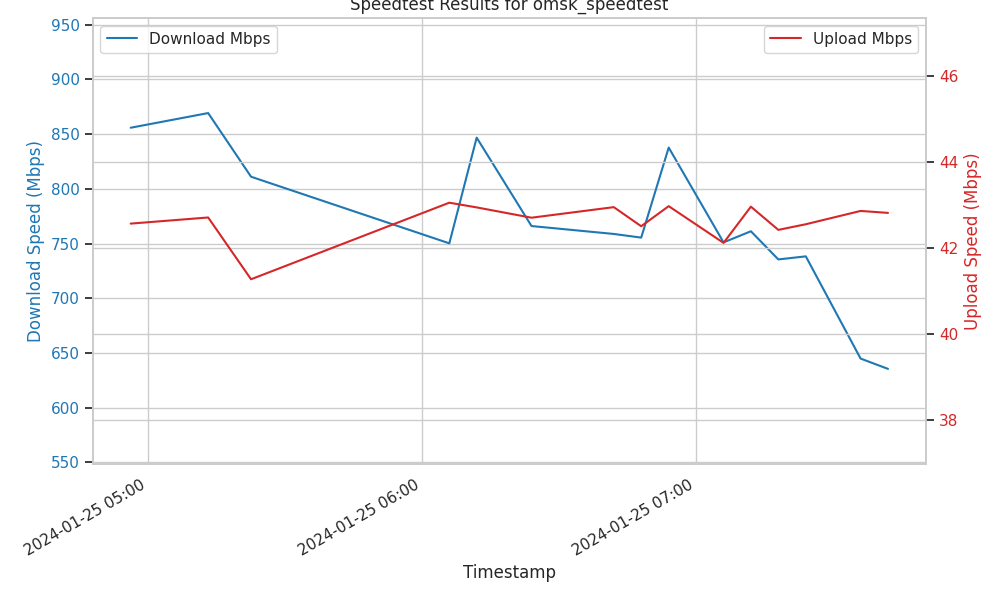 Speedtest Results for omsk_speedtest
Download Mbps
Upload Mbps
Download Speed (Mbps)
950
900
850
800
750
700
650
600
550
Upload Speed (Mbps)
46
44
42
40
38
2024-01-25 05:00
2024-01-25 06:00
2024-01-25 07:00
Timestamp